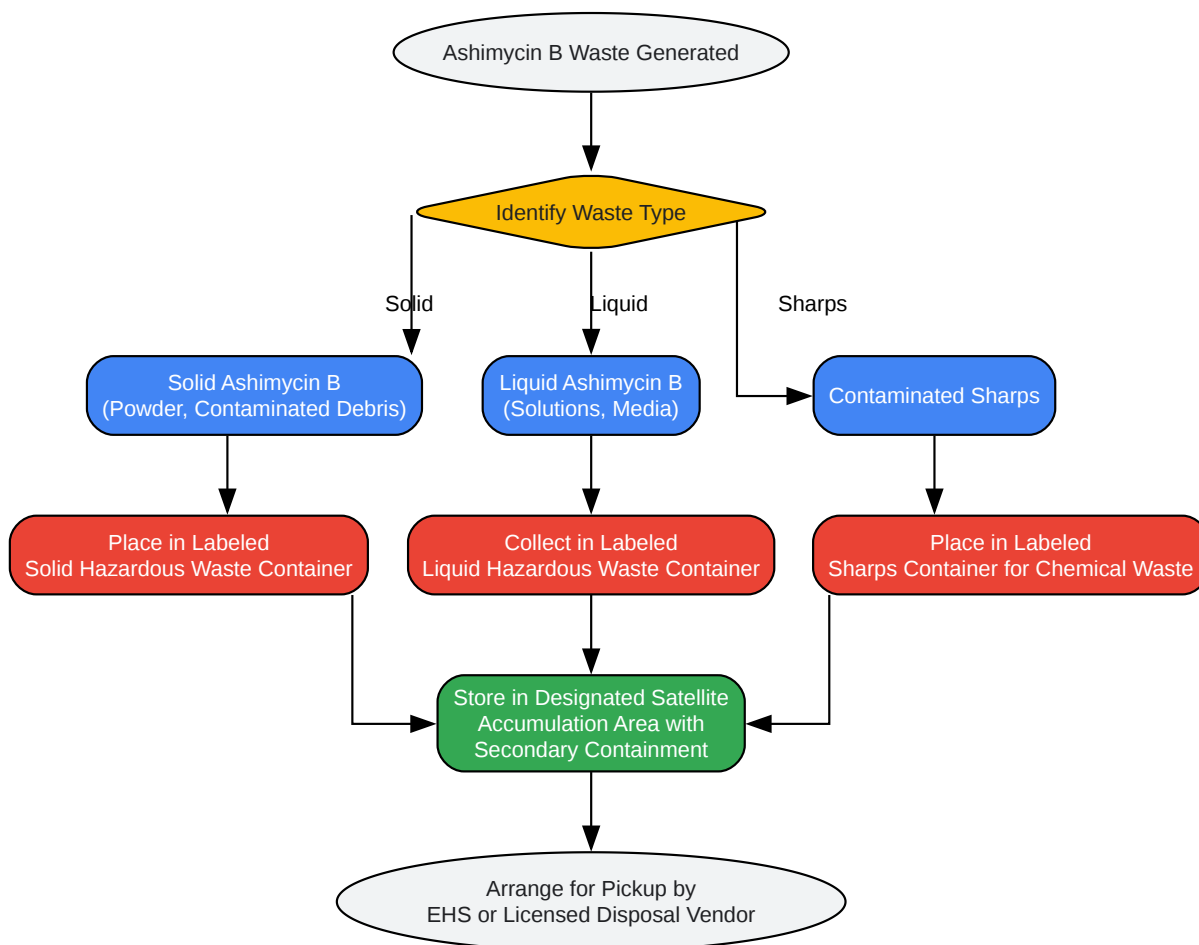 Ashimycin B Waste Generated
Identify Waste Type
Solid
Liquid
Sharps
Solid Ashimycin B
(Powder, Contaminated Debris)
Liquid Ashimycin B
(Solutions, Media)
Contaminated Sharps
Place in Labeled
Solid Hazardous Waste Container
Collect in Labeled
Liquid Hazardous Waste Container
Place in Labeled
Sharps Container for Chemical Waste
Store in Designated Satellite
Accumulation Area with
Secondary Containment
Arrange for Pickup by
EHS or Licensed Disposal Vendor